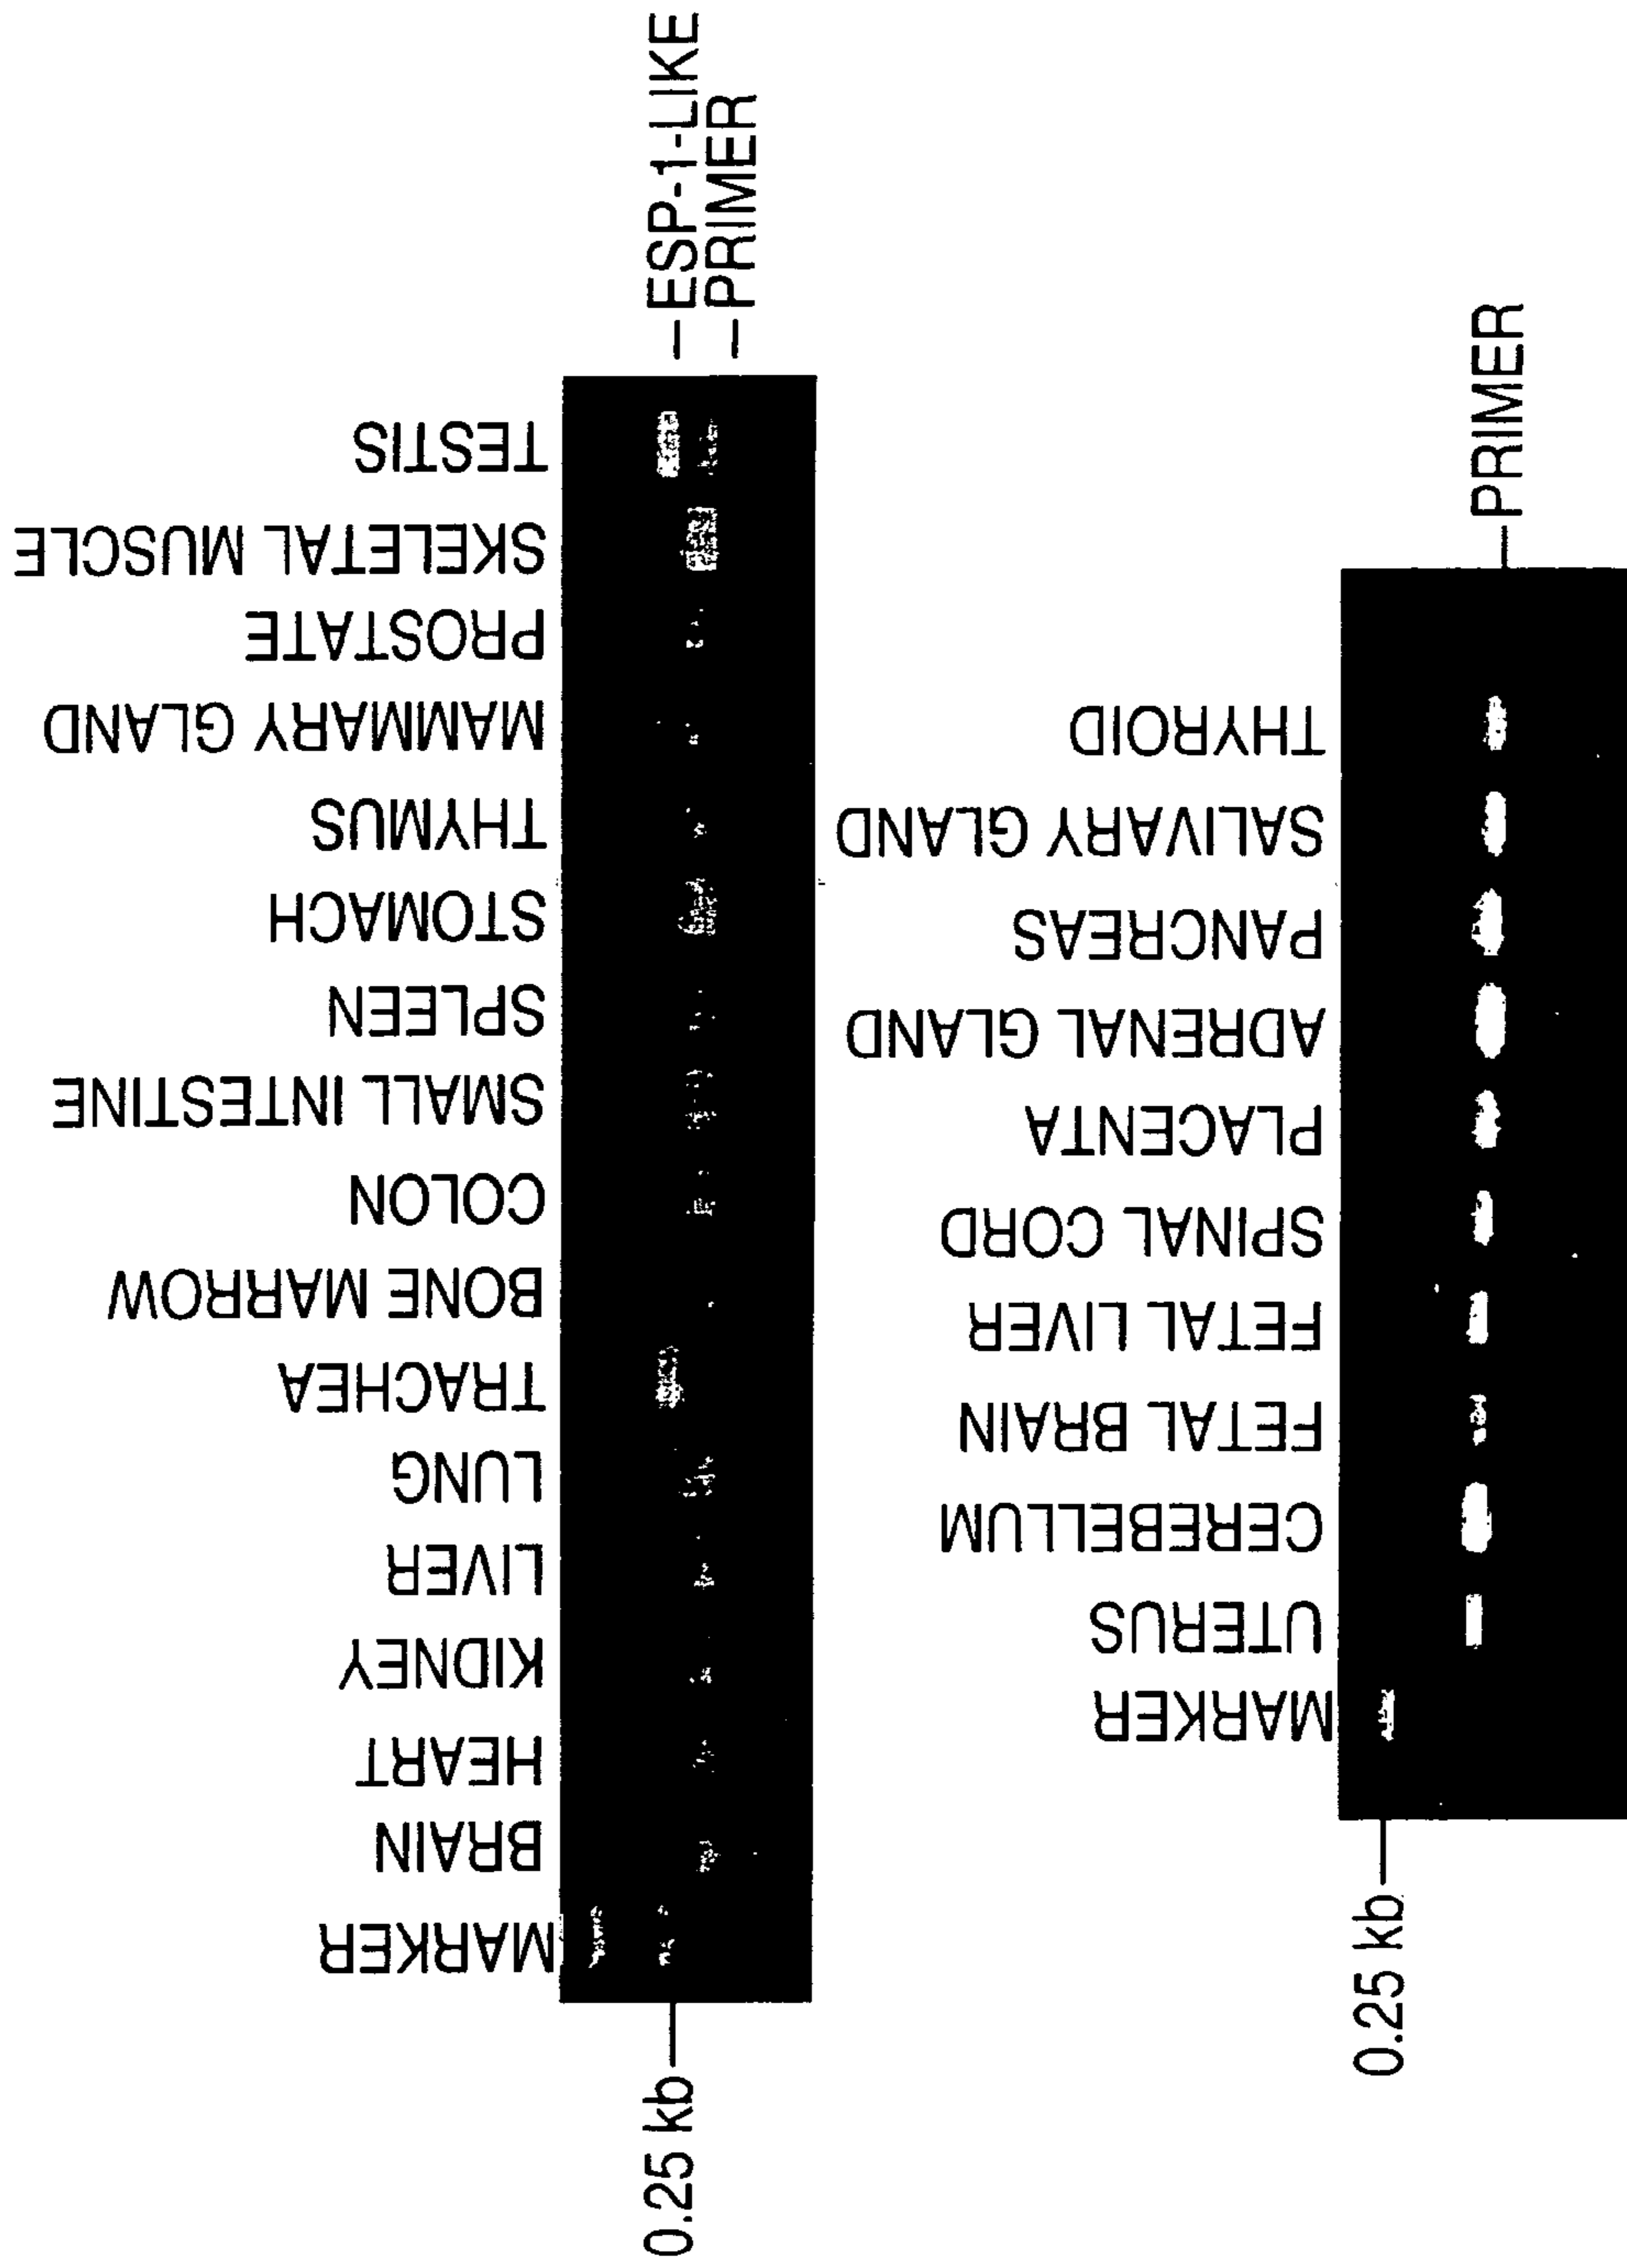 MARKER
BRAIN
HEART
KIDNEY
LIVER
LUNG
TRACHEA
BONE MARROW
COLON
SMALL INTESTINE
SPLEEN
STOMACH
THYMUS
MAMMARY GLAND
PROSTATE
SKELETAL MUSCLE
TESTIS
0.25 kb
ESP-1-LIKE
PRIMER
MARKER
UTERUS
CEREBELLUM
FETAL BRAIN
FETAL LIVER
SPINAL CORD
PLACENTA
ADRENAL GLAND
PANCREAS
SALIVARY GLAND
THYROID
0.25 kb
PRIMER